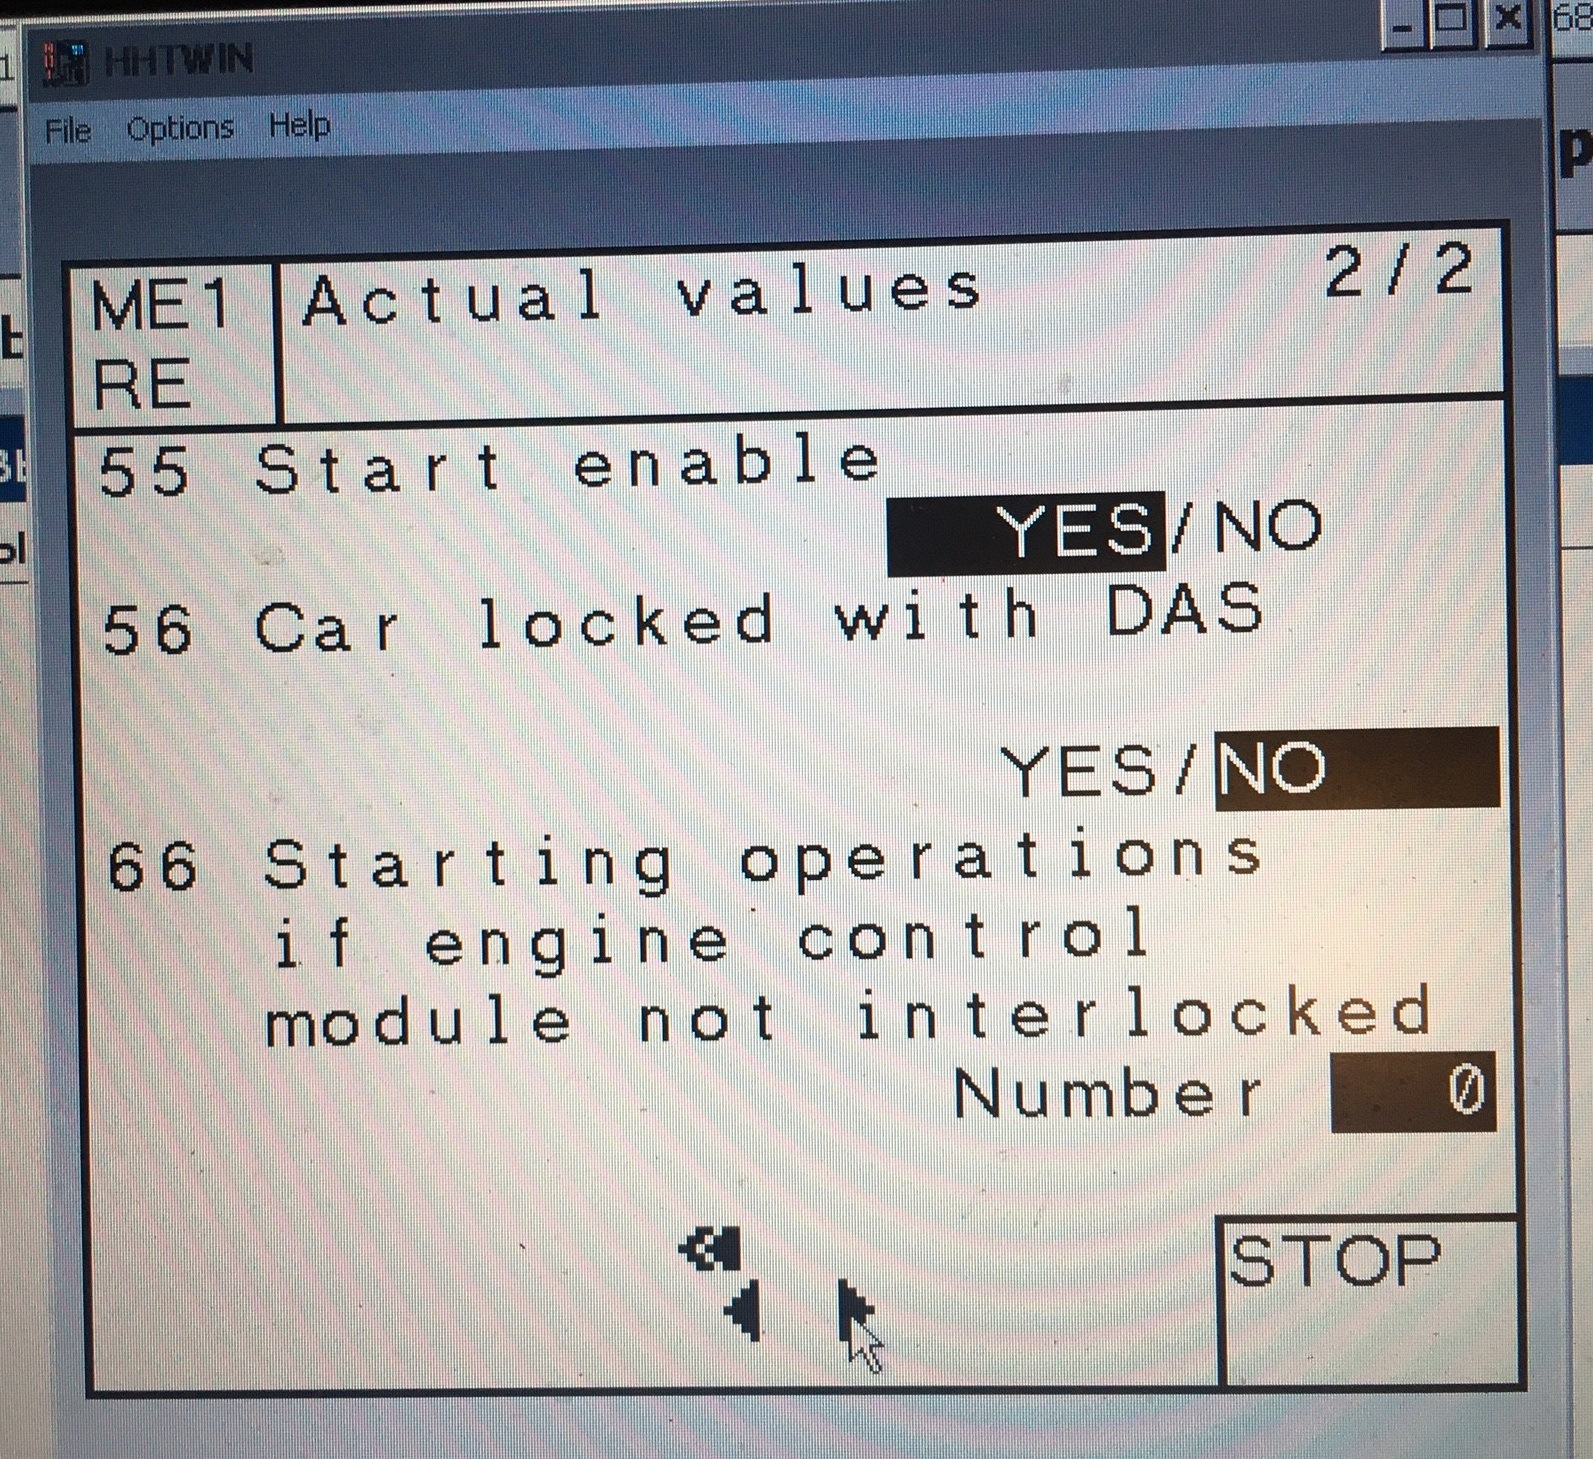 HHTWIN
File Options Help
ME1 Actual values 2/2
RE
55 Start enable
YES/NO
56 Car locked with DAS
YES/NO
66 Starting operations
if engine control
module not interlocked
Number 0
STOP